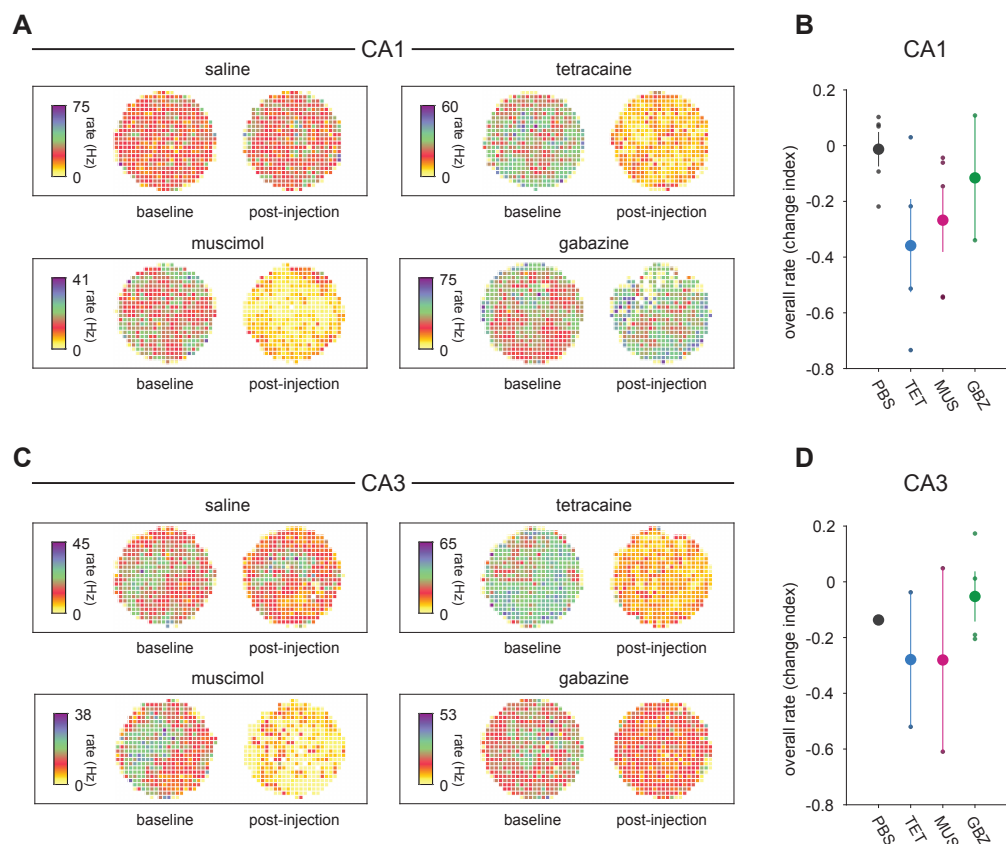 A
CA1
saline
tetracaine
75
rate (Hz)
0
60
rate (Hz)
0
baseline
post-injection
baseline
post-injection
muscimol
gabazine
41
rate (Hz)
0
75
rate (Hz)
0
baseline
post-injection
baseline
post-injection
B
CA1
overall rate (change index)
0.2
0
-0.2
-0.4
-0.6
-0.8
PBS
TET
MUS
GBZ
C
CA3
saline
tetracaine
45
rate (Hz)
0
65
rate (Hz)
0
baseline
post-injection
baseline
post-injection
muscimol
gabazine
38
rate (Hz)
0
53
rate (Hz)
0
baseline
post-injection
baseline
post-injection
D
CA3
overall rate (change index)
0.2
0
-0.2
-0.4
-0.6
-0.8
PBS
TET
MUS
GBZ